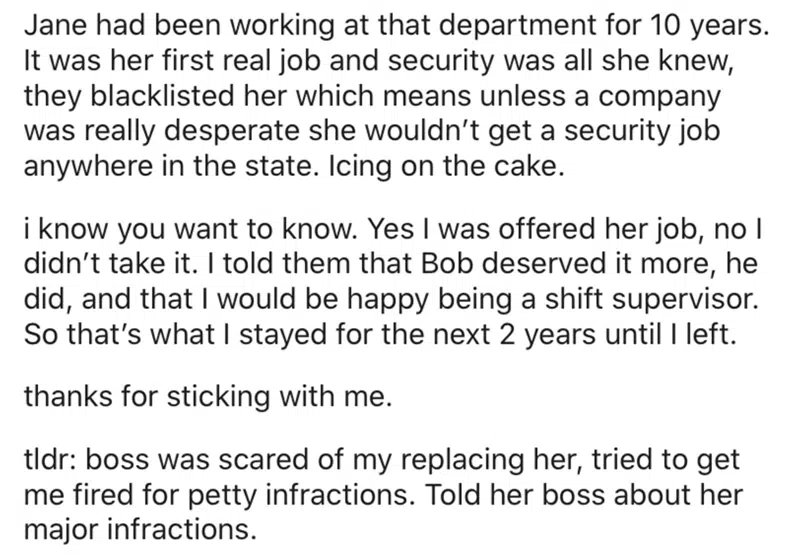 Jane had been working at that department for 10 years.
It was her first real job and security was all she knew,
they blacklisted her which means unless a company
was really desperate she wouldn’t get a security job
anywhere in the state. Icing on the cake.
i know you want to know. Yes I was offered her job, no I
didn’t take it. I told them that Bob deserved it more, he
did, and that I would be happy being a shift supervisor.
So that’s what I stayed for the next 2 years until I left.
thanks for sticking with me.
tldr: boss was scared of my replacing her, tried to get
me fired for petty infractions. Told her boss about her
major infractions.